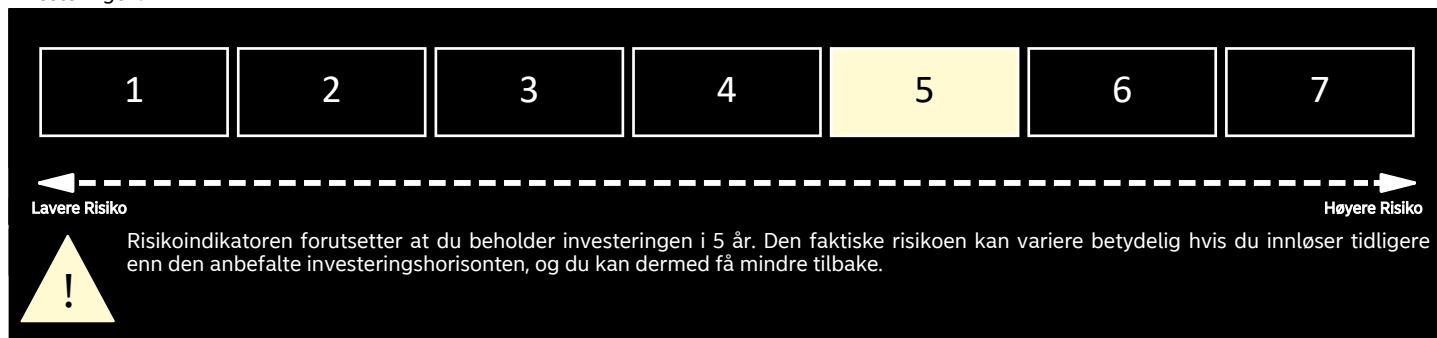 1 2 3 4 5 6 7
Lavere Risiko Høyere Risiko
Risikoindikatoren forutsetter at du beholder investeringen i 5 år. Den faktiske risikoen kan variere betydelig hvis du innløser tidligere
enn den anbefalte investeringshorisonten, og du kan dermed få mindre tilbake.
!